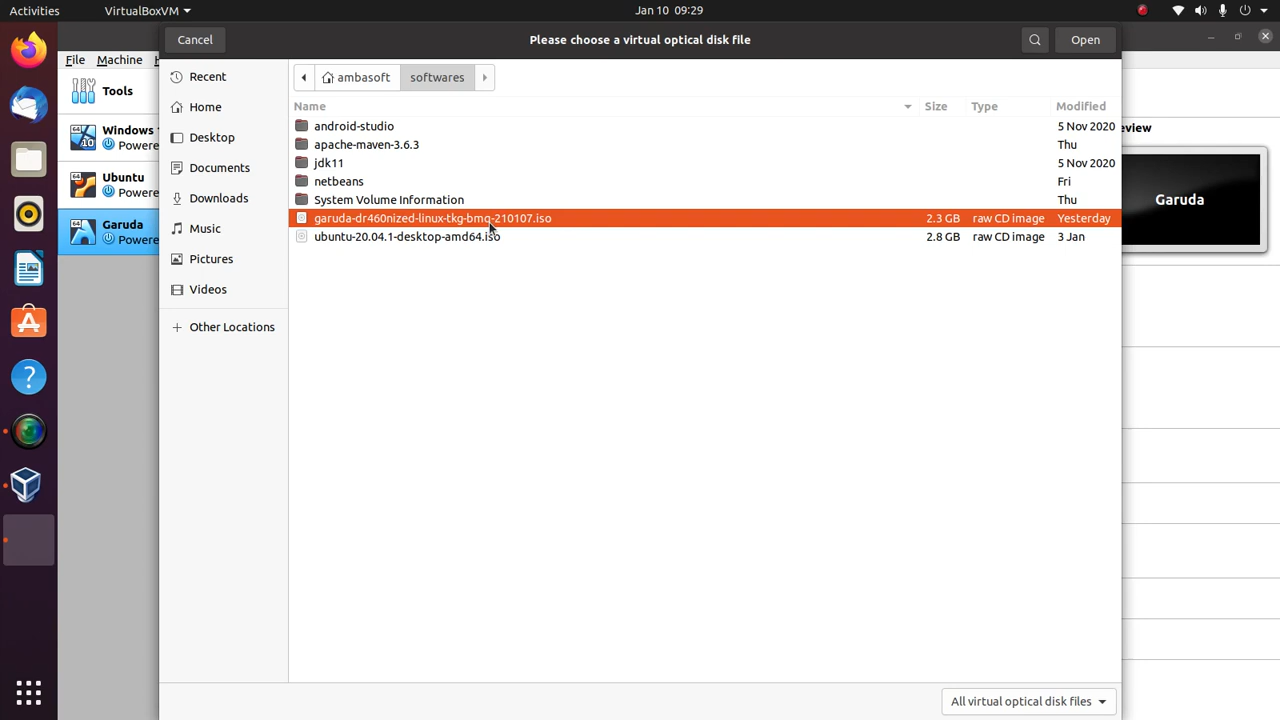 Activities VirtualBoxVM Jan 10 09:29
Cancel Please choose a virtual optical disk file Open
File Machine
Tools
Windows
Powere
Ubuntu
Powere
Garuda
Powere
Recent
Home
Desktop
Documents
Downloads
Music
Pictures
Videos
Other Locations
ambasoft softwares
Name Size Type Modified
android-studio 5 Nov 2020
apache-maven-3.6.3 Thu
jdk11 5 Nov 2020
netbeans Fri
System Volume Information Thu
garuda-dr460nized-linux-tkg-bmq-210107.iso 2.3 GB raw CD image Yesterday
ubuntu-20.04.1-desktop-amd64.iso 2.8 GB raw CD image 3 Jan
All virtual optical disk files
eview
Garuda